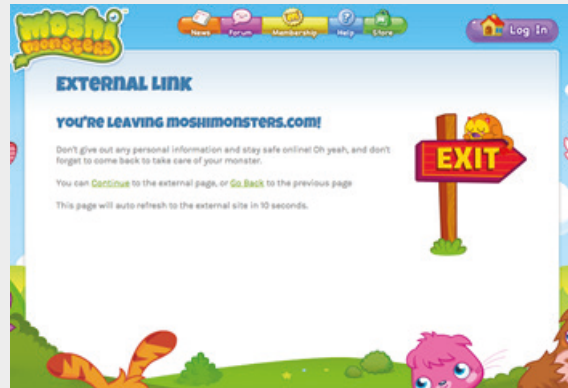 moshi monsters
News Forum Membership Help Store
Log In
EXTERNAL LINK
YOU'RE LEAVING MOSHIMONSTERS.COM!
Don't give out any personal information and stay safe online! Oh yeah, and don't
forget to come back to take care of your monster.
You can Continue to the external page, or Go Back to the previous page
This page will auto refresh to the external site in 10 seconds.
EXIT